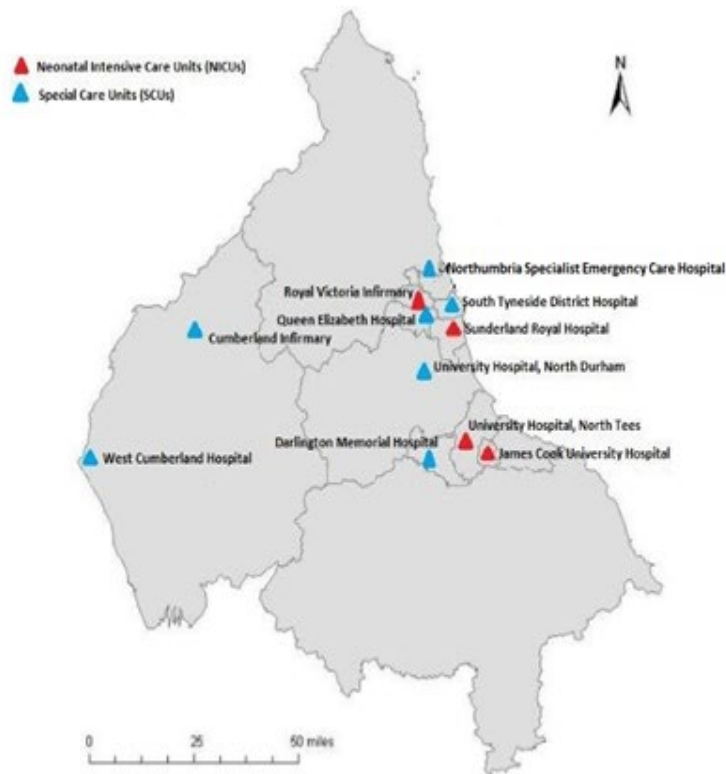 Neonatal Intensive Care Units (NICUs)
Special Care Units (SCUs)
N
Northumbria Specialist Emergency Care Hospital
Royal Victoria Infirmary
South Tyneside District Hospital
Queen Elizabeth Hospital
Sunderland Royal Hospital
Cumberland Infirmary
University Hospital, North Durham
University Hospital, North Tees
Darlington Memorial Hospital
James Cook University Hospital
West Cumberland Hospital
0 25 50 miles